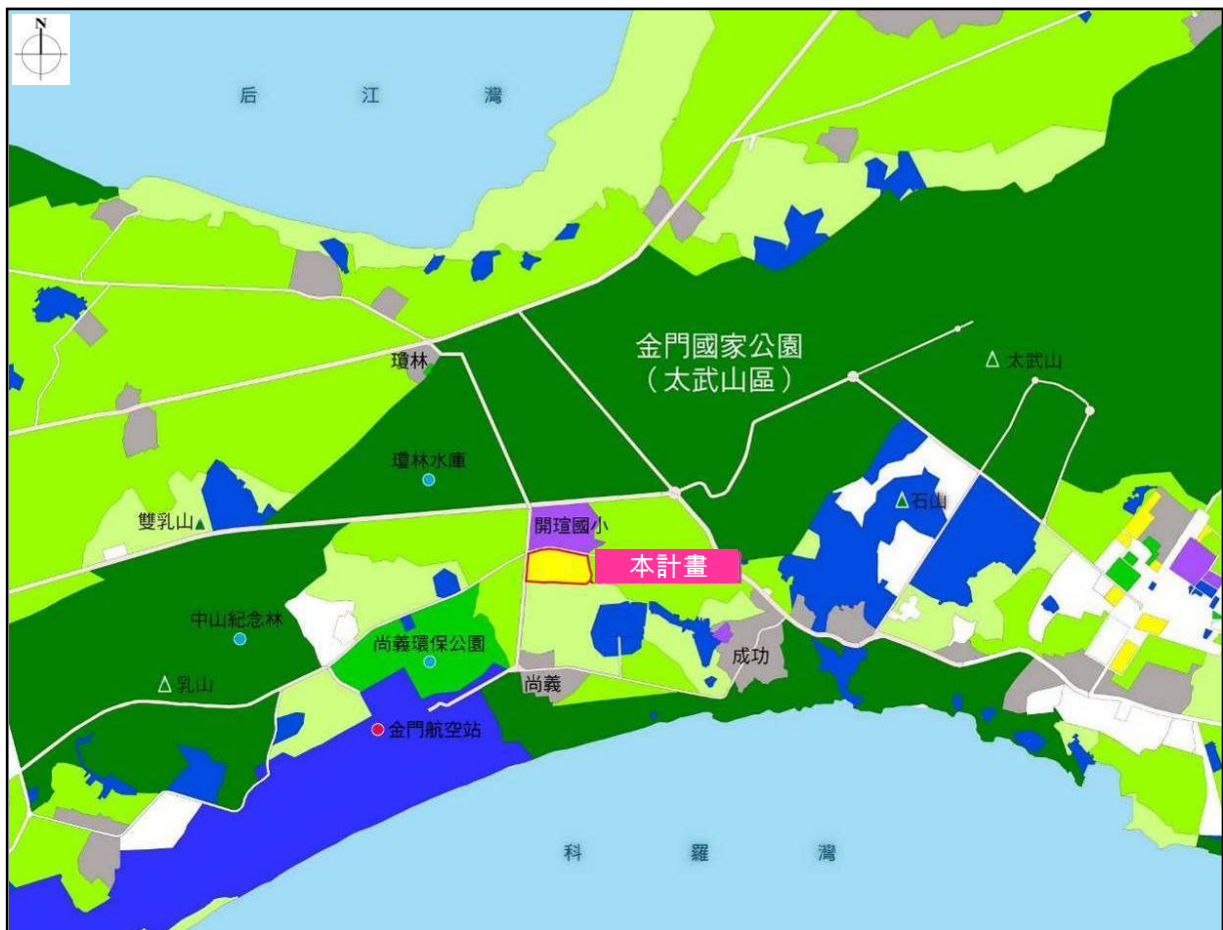 N
后江灣
金門國家公園
（太武山區）
太武山
瓊林
瓊林水庫
石山
雙乳山
開瑄國小
本計畫
中山紀念林
尚義環保公園
成功
乳山
尚義
金門航空站
科羅灣